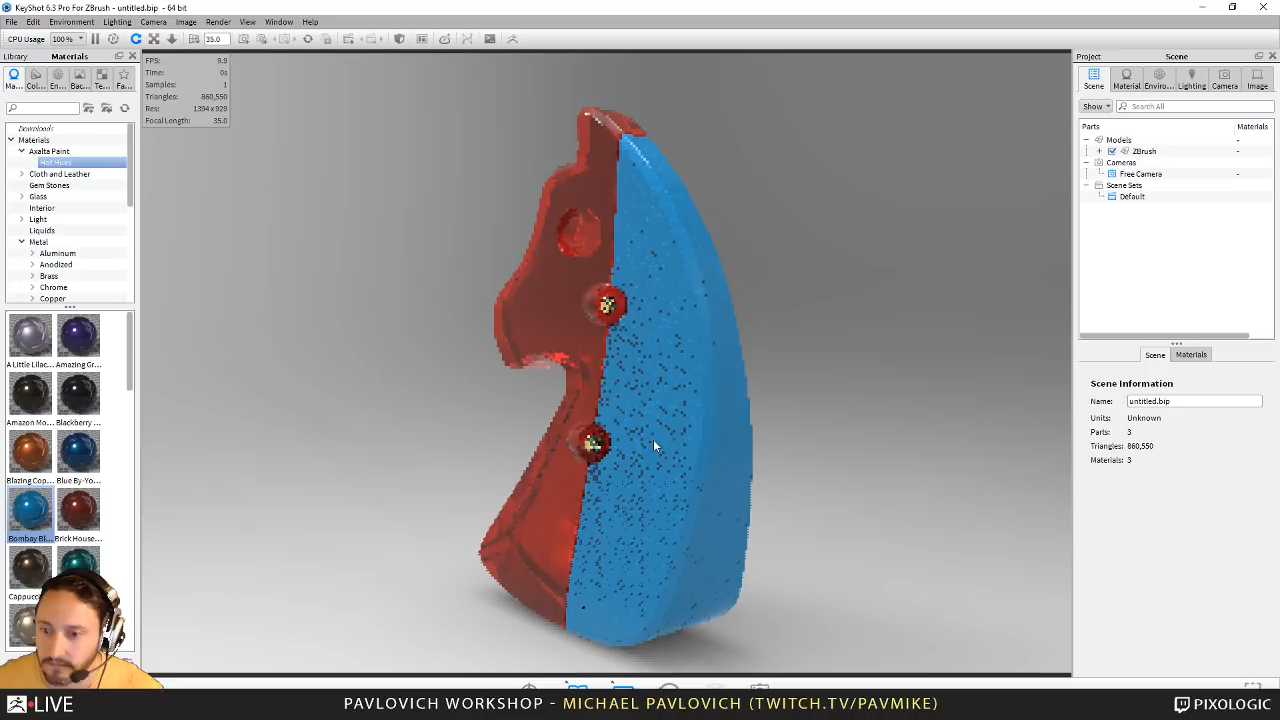 KeyShot 6.3 Pro For ZBrush - untitled.bip - 64 bit
File Edit Environment Lighting Camera Image Render View Window Help
CPU Usage 100 % 35.0
Library Materials
Project Scene
Ma... Col... En... Bac... Te... Fa...
Scene Material Enviro... Lighting Camera Image
Show Search All
FPS: 9.9
Time: 0s
Samples: 1
Triangles: 860,550
Res: 1394 x 929
Focal Length: 35.0
Downloads
Materials
Axalta Paint
Hot Hues
Cloth and Leather
Gem Stones
Glass
Interior
Light
Liquids
Metal
Aluminum
Anodized
Brass
Chrome
Copper
A Little Lilac... Amazing Gr...
Amazon Mo... Blackberry ...
Blazing Cop... Blue By-Yo...
Bombay Bl... Brick House...
Cappucc
Parts Materials
Models
ZBrush -
Cameras
Free Camera -
Scene Sets
Default
Scene Materials
Scene Information
Name: untitled.bip
Units: Unknown
Parts: 3
Triangles: 860,550
Materials: 3
LIVE
PAVLOVICH WORKSHOP - MICHAEL PAVLOVICH (TWITCH.TV/PAVMIKE)
PIXOLOGIC